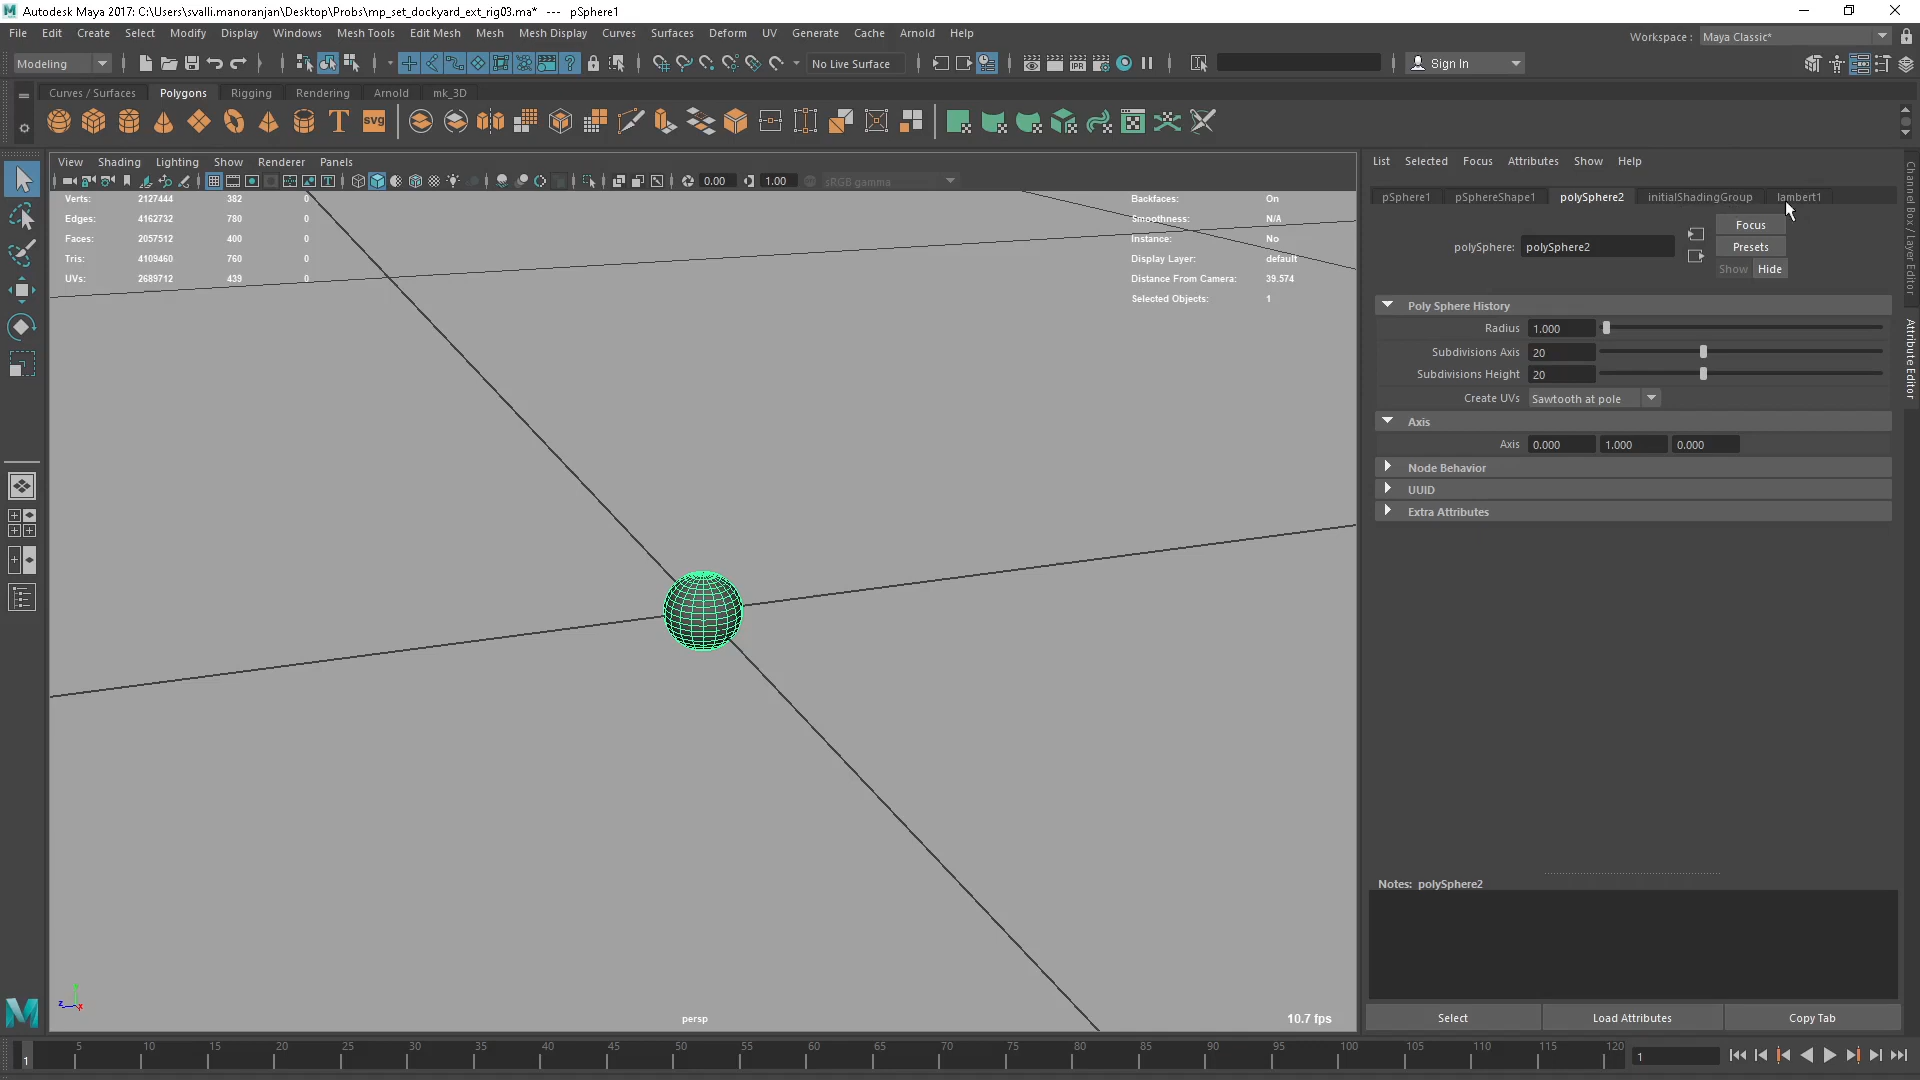 Autodesk Maya 2017: C:\Users\svalli.manoranjan\Desktop\Probs\mp_set_dockyard_ext_rig03.ma*  ---  pSphere1
File Edit Create Select Modify Display Windows Mesh Tools Edit Mesh Mesh Mesh Display Curves Surfaces Deform UV Generate Cache Arnold Help
Workspace : Maya Classic*
Modeling
No Live Surface
IPR
Sign In
Curves / Surfaces Polygons Rigging Rendering Arnold mk_3D
T
SVG
View Shading Lighting Show Renderer Panels
0.00 1.00 sRGB gamma
Verts: 2127444 382 0
Edges: 4162732 780 0
Faces: 2057512 400 0
Tris: 4109460 760 0
UVs: 2689712 439 0
Backfaces: On
Smoothness: N/A
Instance: No
Display Layer: default
Distance From Camera: 39.574
Selected Objects: 1
z
x
persp
10.7 fps
List Selected Focus Attributes Show Help
pSphere1 pSphereShape1 polySphere2 initialShadingGroup lambert1
polySphere: polySphere2
Focus
Presets
Show Hide
Poly Sphere History
Radius 1.000
Subdivisions Axis 20
Subdivisions Height 20
Create UVs Sawtooth at pole
Axis
Axis 0.000 1.000 0.000
Node Behavior
UUID
Extra Attributes
Notes: polySphere2
Select Load Attributes Copy Tab
Channel Box / Layer Editor
Attribute Editor
1 5 10 15 20 25 30 35 40 45 50 55 60 65 70 75 80 85 90 95 100 105 110 115 120
1